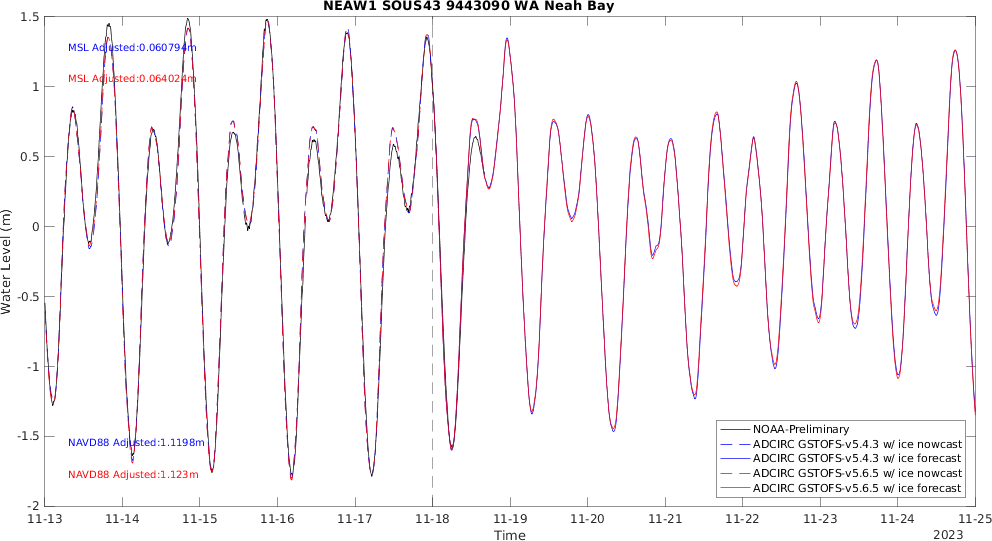 NEAW1 SOUS43 9443090 WA Neah Bay
1.5
1
0.5
0
-0.5
-1
-1.5
-2
Water Level (m)
MSL Adjusted:0.060794m
MSL Adjusted:0.064024m
NAVD88 Adjusted:1.1198m
NAVD88 Adjusted:1.123m
NOAA-Preliminary
ADCIRC GSTOFS-v5.4.3 w/ ice nowcast
ADCIRC GSTOFS-v5.4.3 w/ ice forecast
ADCIRC GSTOFS-v5.6.5 w/ ice nowcast
ADCIRC GSTOFS-v5.6.5 w/ ice forecast
11-13 11-14 11-15 11-16 11-17 11-18 11-19 11-20 11-21 11-22 11-23 11-24 11-25
Time
2023